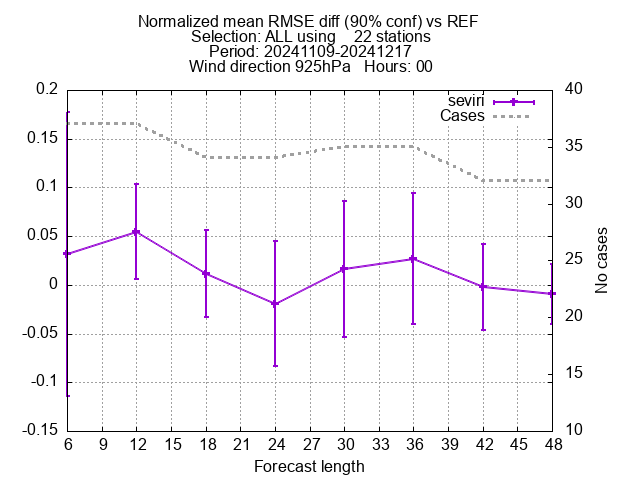 Normalized mean RMSE diff (90% conf) vs REF
Selection: ALL using    22 stations
Period: 20241109-20241217
Wind direction 925hPa   Hours: 00
seviri
Cases
0.2
0.15
0.1
0.05
0
-0.05
-0.1
-0.15
40
35
30
25
20
15
10
No cases
6 9 12 15 18 21 24 27 30 33 36 39 42 45 48
Forecast length